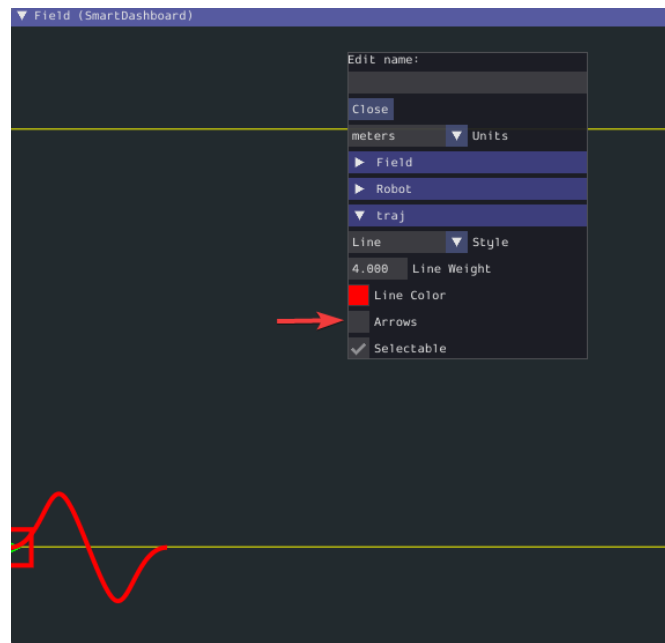 Field (SmartDashboard)
Edit name:
Close
meters Units
Field
Robot
traj
Line Style
4.000 Line Weight
Line Color
Arrows
Selectable